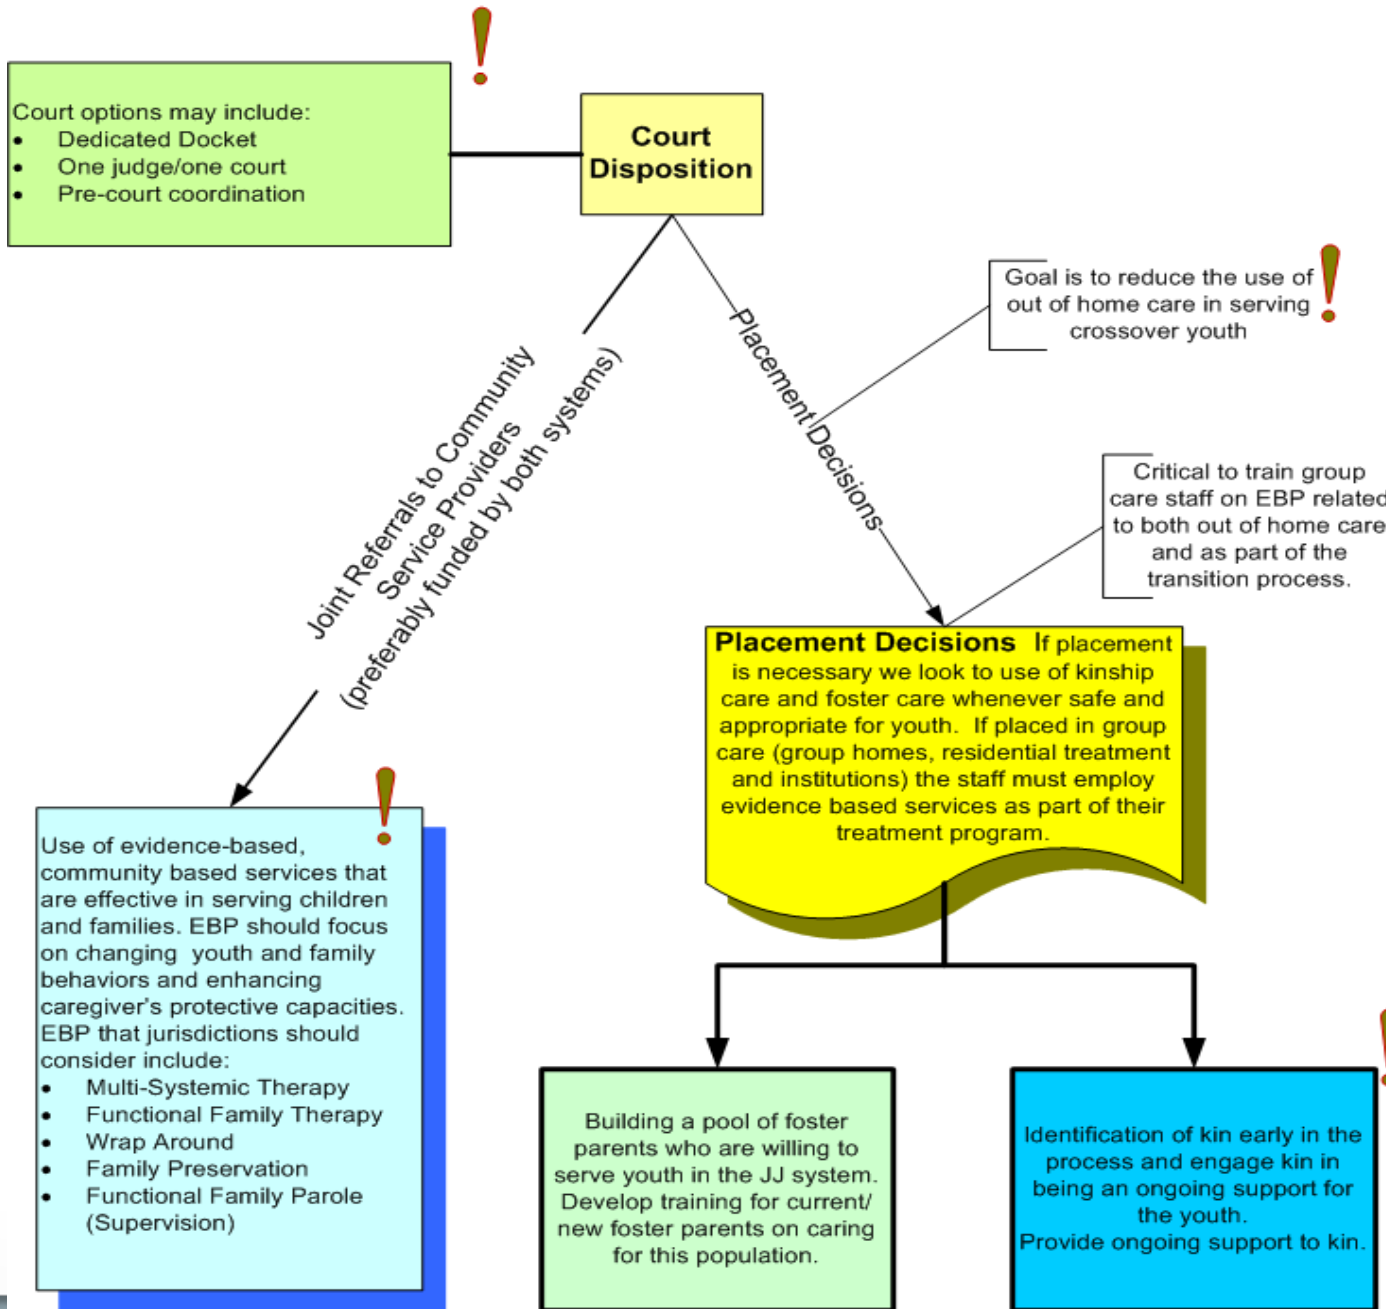 Court options may include:
• Dedicated Docket
• One judge/one court
• Pre-court coordination
Court
Disposition
Goal is to reduce the use of
out of home care in serving
crossover youth
Joint Referrals to Community
Service Providers
(preferably funded by both systems)
Placement Decisions
Critical to train group
care staff on EBP related
to both out of home care
and as part of the
transition process.
Placement Decisions If placement
is necessary we look to use of kinship
care and foster care whenever safe and
appropriate for youth. If placed in group
care (group homes, residential treatment
and institutions) the staff must employ
evidence based services as part of their
treatment program.
Use of evidence-based,
community based services that
are effective in serving children
and families. EBP should focus
on changing youth and family
behaviors and enhancing
caregiver's protective capacities.
EBP that jurisdictions should
consider include:
• Multi-Systemic Therapy
• Functional Family Therapy
• Wrap Around
• Family Preservation
• Functional Family Parole
(Supervision)
Building a pool of foster
parents who are willing to
serve youth in the JJ system.
Develop training for current/
new foster parents on caring
for this population.
Identification of kin early in the
process and engage kin in
being an ongoing support for
the youth.
Provide ongoing support to kin.